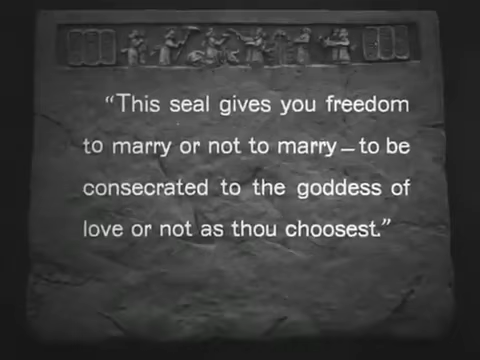 “This seal gives you freedom
to marry or not to marry — to be
consecrated to the goddess of
love or not as thou choosest.”